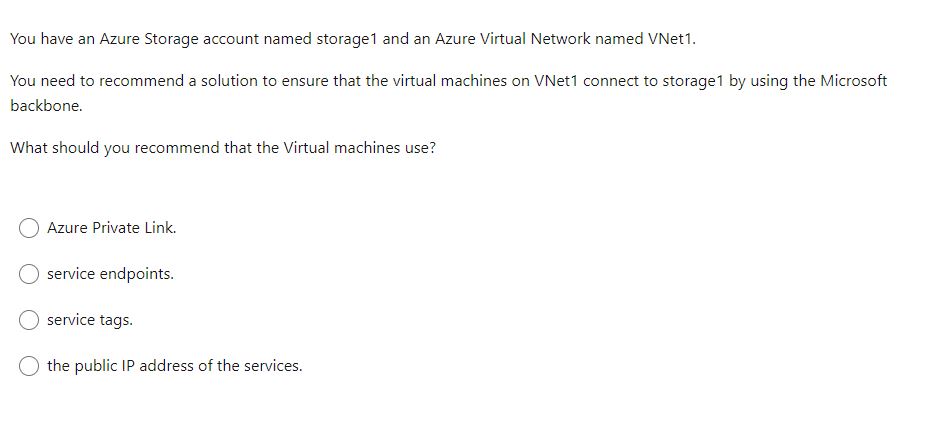 You have an Azure Storage account named storage1 and an Azure Virtual Network named VNet1.
You need to recommend a solution to ensure that the virtual machines on VNet1 connect to storage1 by using the Microsoft
backbone.
What should you recommend that the Virtual machines use?
Azure Private Link.
service endpoints.
service tags.
the public IP address of the services.